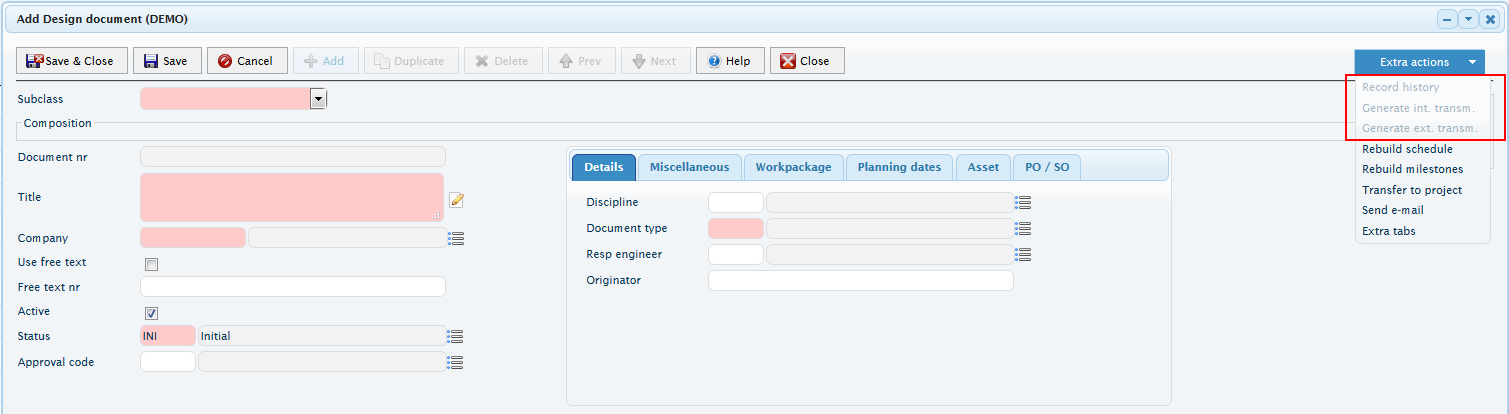 Add Design document (DEMO)
Save & Close Save Cancel Add Duplicate Delete Prev Next Help Close Extra actions
Record history
Generate int. transm.
Generate ext. transm.
Rebuild schedule
Rebuild milestones
Transfer to project
Send e-mail
Extra tabs
Subclass
Composition
Document nr
Title
Company
Use free text
Free text nr
Active
Status INI Initial
Approval code
Details Miscellaneous Workpackage Planning dates Asset PO / SO
Discipline
Document type
Resp engineer
Originator